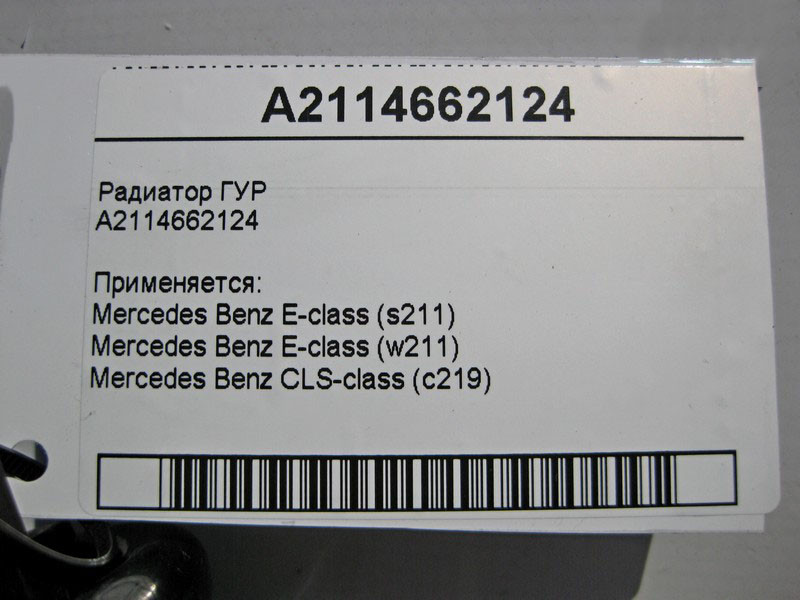 A2114662124
Радиатор ГУР
A2114662124
Применяется:
Mercedes Benz E-class (s211)
Mercedes Benz E-class (w211)
Mercedes Benz CLS-class (c219)